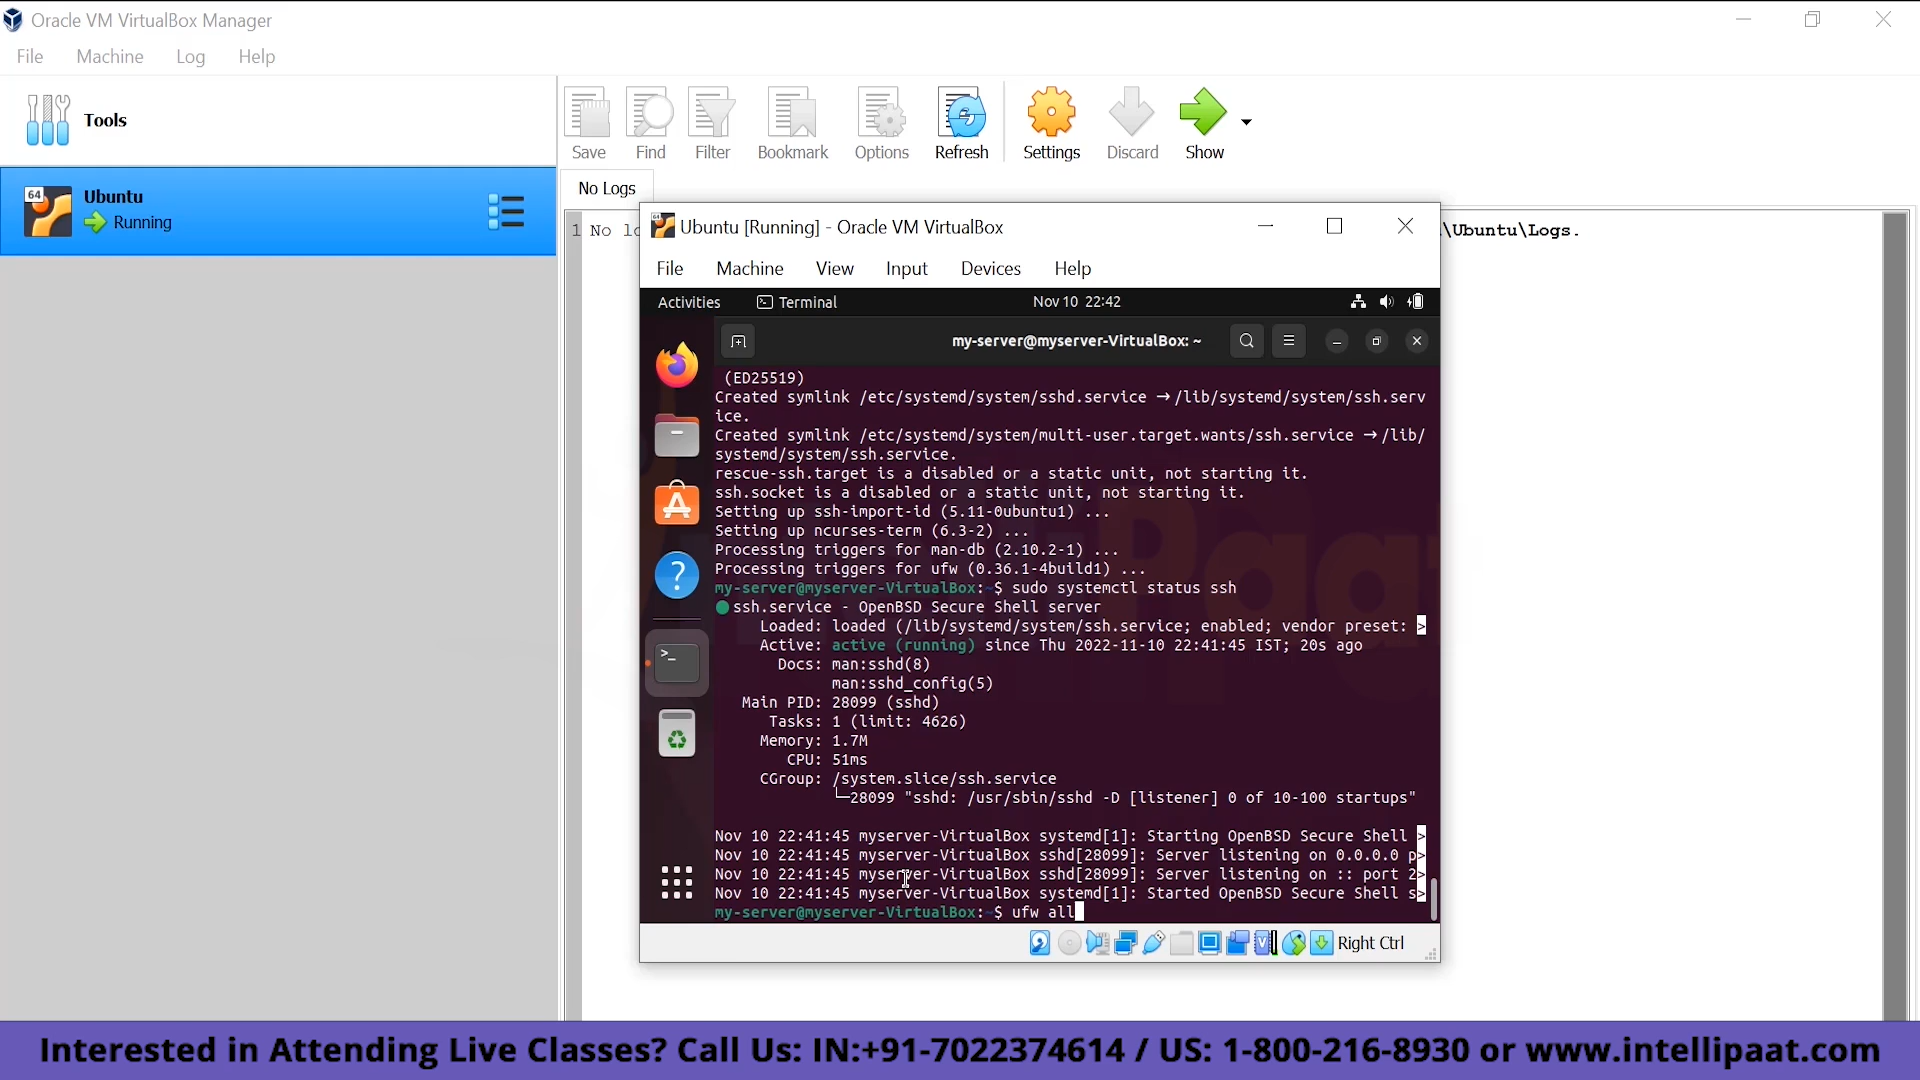 Oracle VM VirtualBox Manager
File Machine Log Help
Tools
Save Find Filter Bookmark Options Refresh Settings Discard Show
64
Ubuntu
Running
No Logs
1 No lo
\Ubuntu\Logs.
Ubuntu [Running] - Oracle VM VirtualBox
File Machine View Input Devices Help
Activities Terminal Nov 10 22:42
my-server@myserver-VirtualBox: ~
(ED25519)
Created symlink /etc/systemd/system/sshd.service → /lib/systemd/system/ssh.serv
ice.
Created symlink /etc/systemd/system/multi-user.target.wants/ssh.service → /lib/
systemd/system/ssh.service.
rescue-ssh.target is a disabled or a static unit, not starting it.
ssh.socket is a disabled or a static unit, not starting it.
Setting up ssh-import-id (5.11-0ubuntu1) ...
Setting up ncurses-term (6.3-2) ...
Processing triggers for man-db (2.10.2-1) ...
Processing triggers for ufw (0.36.1-4build1) ...
my-server@myserver-VirtualBox:~$ sudo systemctl status ssh
● ssh.service - OpenBSD Secure Shell server
Loaded: loaded (/lib/systemd/system/ssh.service; enabled; vendor preset: >
Active: active (running) since Thu 2022-11-10 22:41:45 IST; 20s ago
Docs: man:sshd(8)
man:sshd_config(5)
Main PID: 28099 (sshd)
Tasks: 1 (limit: 4626)
Memory: 1.7M
CPU: 51ms
CGroup: /system.slice/ssh.service
└─28099 "sshd: /usr/sbin/sshd -D [listener] 0 of 10-100 startups"
Nov 10 22:41:45 myserver-VirtualBox systemd[1]: Starting OpenBSD Secure Shell >
Nov 10 22:41:45 myserver-VirtualBox sshd[28099]: Server listening on 0.0.0.0 p>
Nov 10 22:41:45 myserver-VirtualBox sshd[28099]: Server listening on :: port 2>
Nov 10 22:41:45 myserver-VirtualBox systemd[1]: Started OpenBSD Secure Shell s>
my-server@myserver-VirtualBox:~$ ufw all
Right Ctrl
Interested in Attending Live Classes? Call Us: IN:+91-7022374614 / US: 1-800-216-8930 or www.intellipaat.com